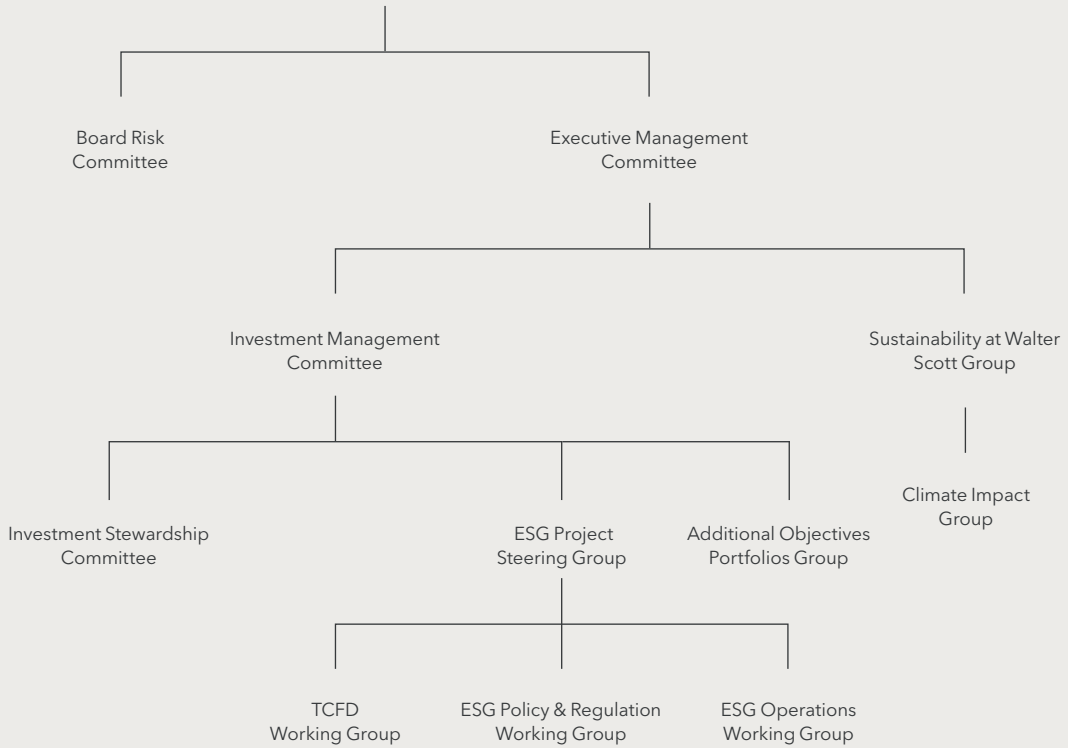 Board Risk
Committee
Executive Management
Committee
Investment Management
Committee
Sustainability at Walter
Scott Group
Climate Impact
Group
Investment Stewardship
Committee
ESG Project
Steering Group
Additional Objectives
Portfolios Group
TCFD
Working Group
ESG Policy & Regulation
Working Group
ESG Operations
Working Group